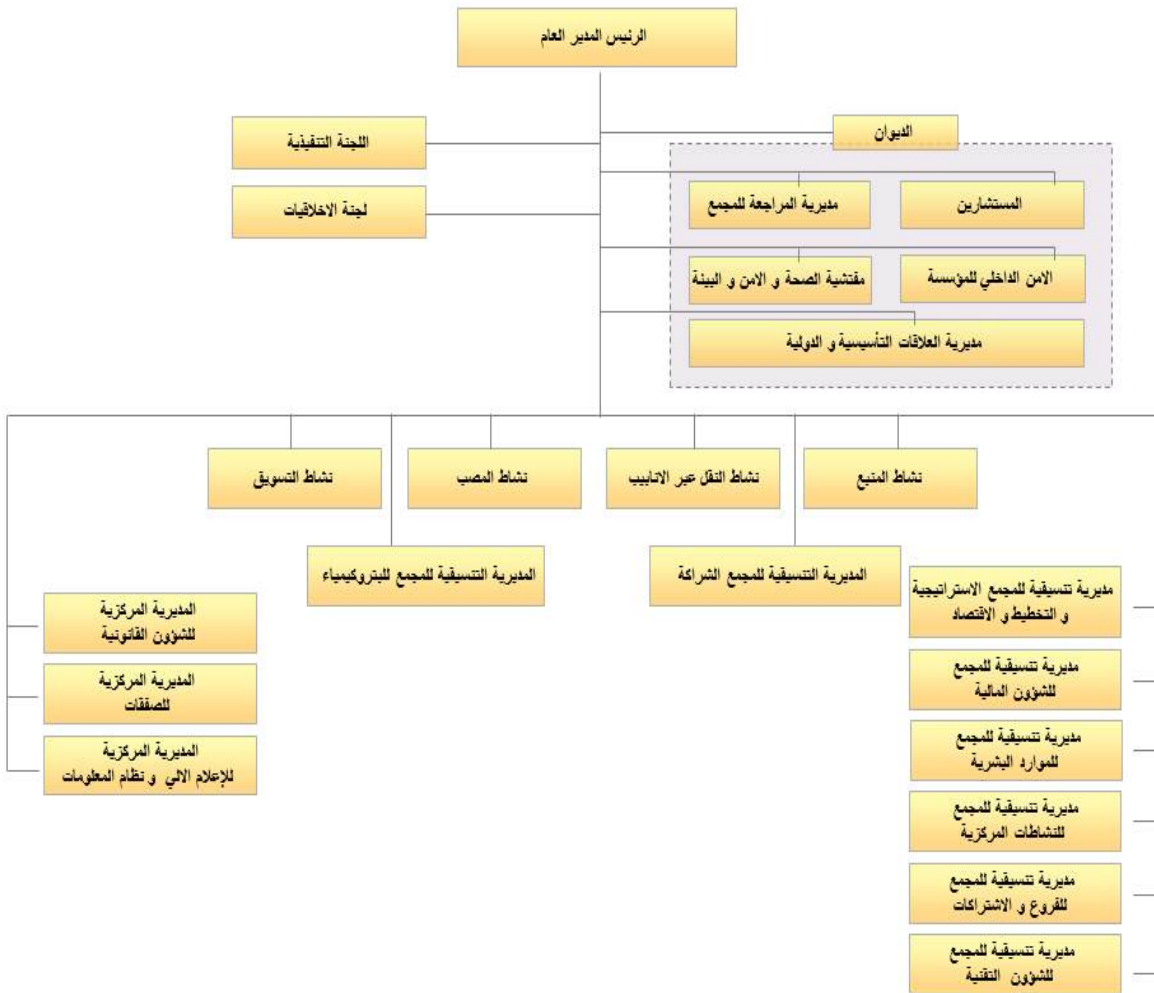 الرئيس المدير العام
الديوان
اللجنة التنفيذية
المستشارين
مديرية المراجعة للمجمع
لجنة الاخلاقيات
الامن الداخلي للمؤسسة
مفتشية الصحة و الامن و البيئة
مديرية العلاقات التأسيسية و الدولية
نشاط المنبع
نشاط النقل عبر الانابيب
نشاط المصب
نشاط التسويق
المديرية التنسيقية للمجمع الشراكة
المديرية التنسيقية للمجمع للبتروكيمياء
مديرية تنسيقية للمجمع الاستراتيجية
و التخطيط و الاقتصاد
مديرية تنسيقية للمجمع
للشؤون المالية
مديرية تنسيقية للمجمع
للموارد البشرية
مديرية تنسيقية للمجمع
للنشاطات المركزية
مديرية تنسيقية للمجمع
للفروع و الاشتراكات
مديرية تنسيقية للمجمع
للشؤون التقنية
المديرية المركزية
للشؤون القانونية
المديرية المركزية
للصفقات
المديرية المركزية
للإعلام الالي و نظام المعلومات